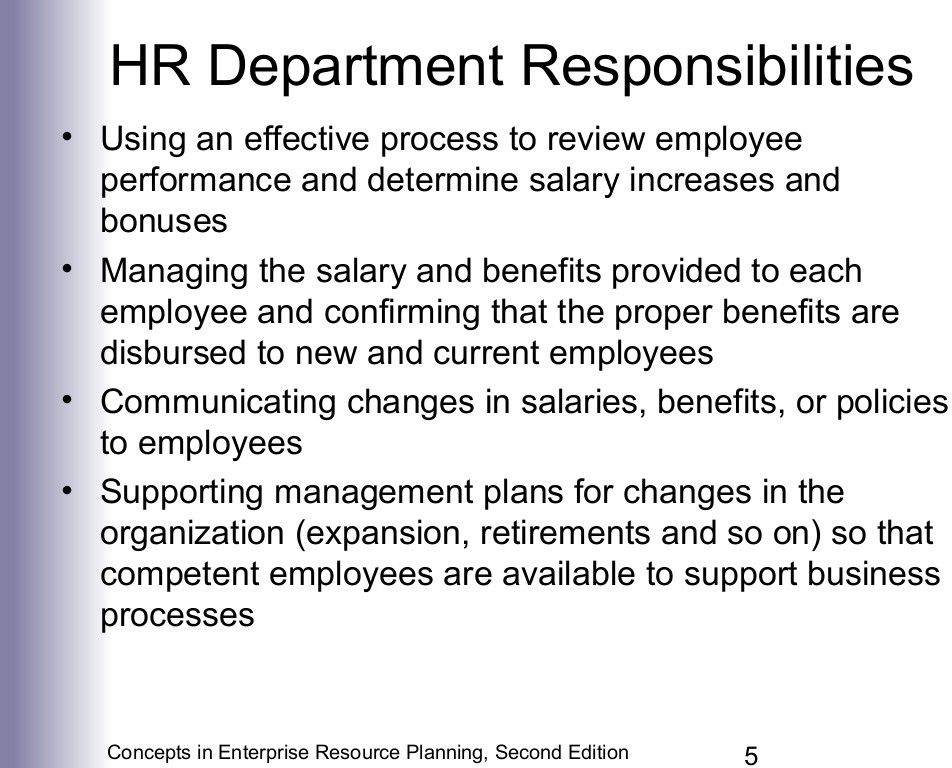 HR Department Responsibilities
• Using an effective process to review employee
performance and determine salary increases and
bonuses
• Managing the salary and benefits provided to each
employee and confirming that the proper benefits are
disbursed to new and current employees
• Communicating changes in salaries, benefits, or policies
to employees
• Supporting management plans for changes in the
organization (expansion, retirements and so on) so that
competent employees are available to support business
processes
Concepts in Enterprise Resource Planning, Second Edition
5